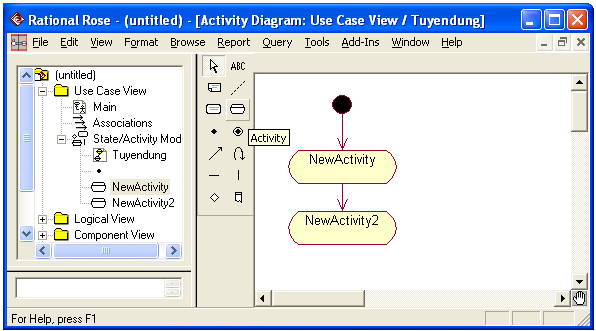 Rational Rose - (untitled) - [Activity Diagram: Use Case View / Tuyendung]
File Edit View Format Browse Report Query Tools Add-Ins Window Help
(untitled)
Use Case View
Main
Associations
State/Activity Mod
Tuyendung
NewActivity
NewActivity2
Logical View
Component View
ABC
Activity
NewActivity
NewActivity2
For Help, press F1